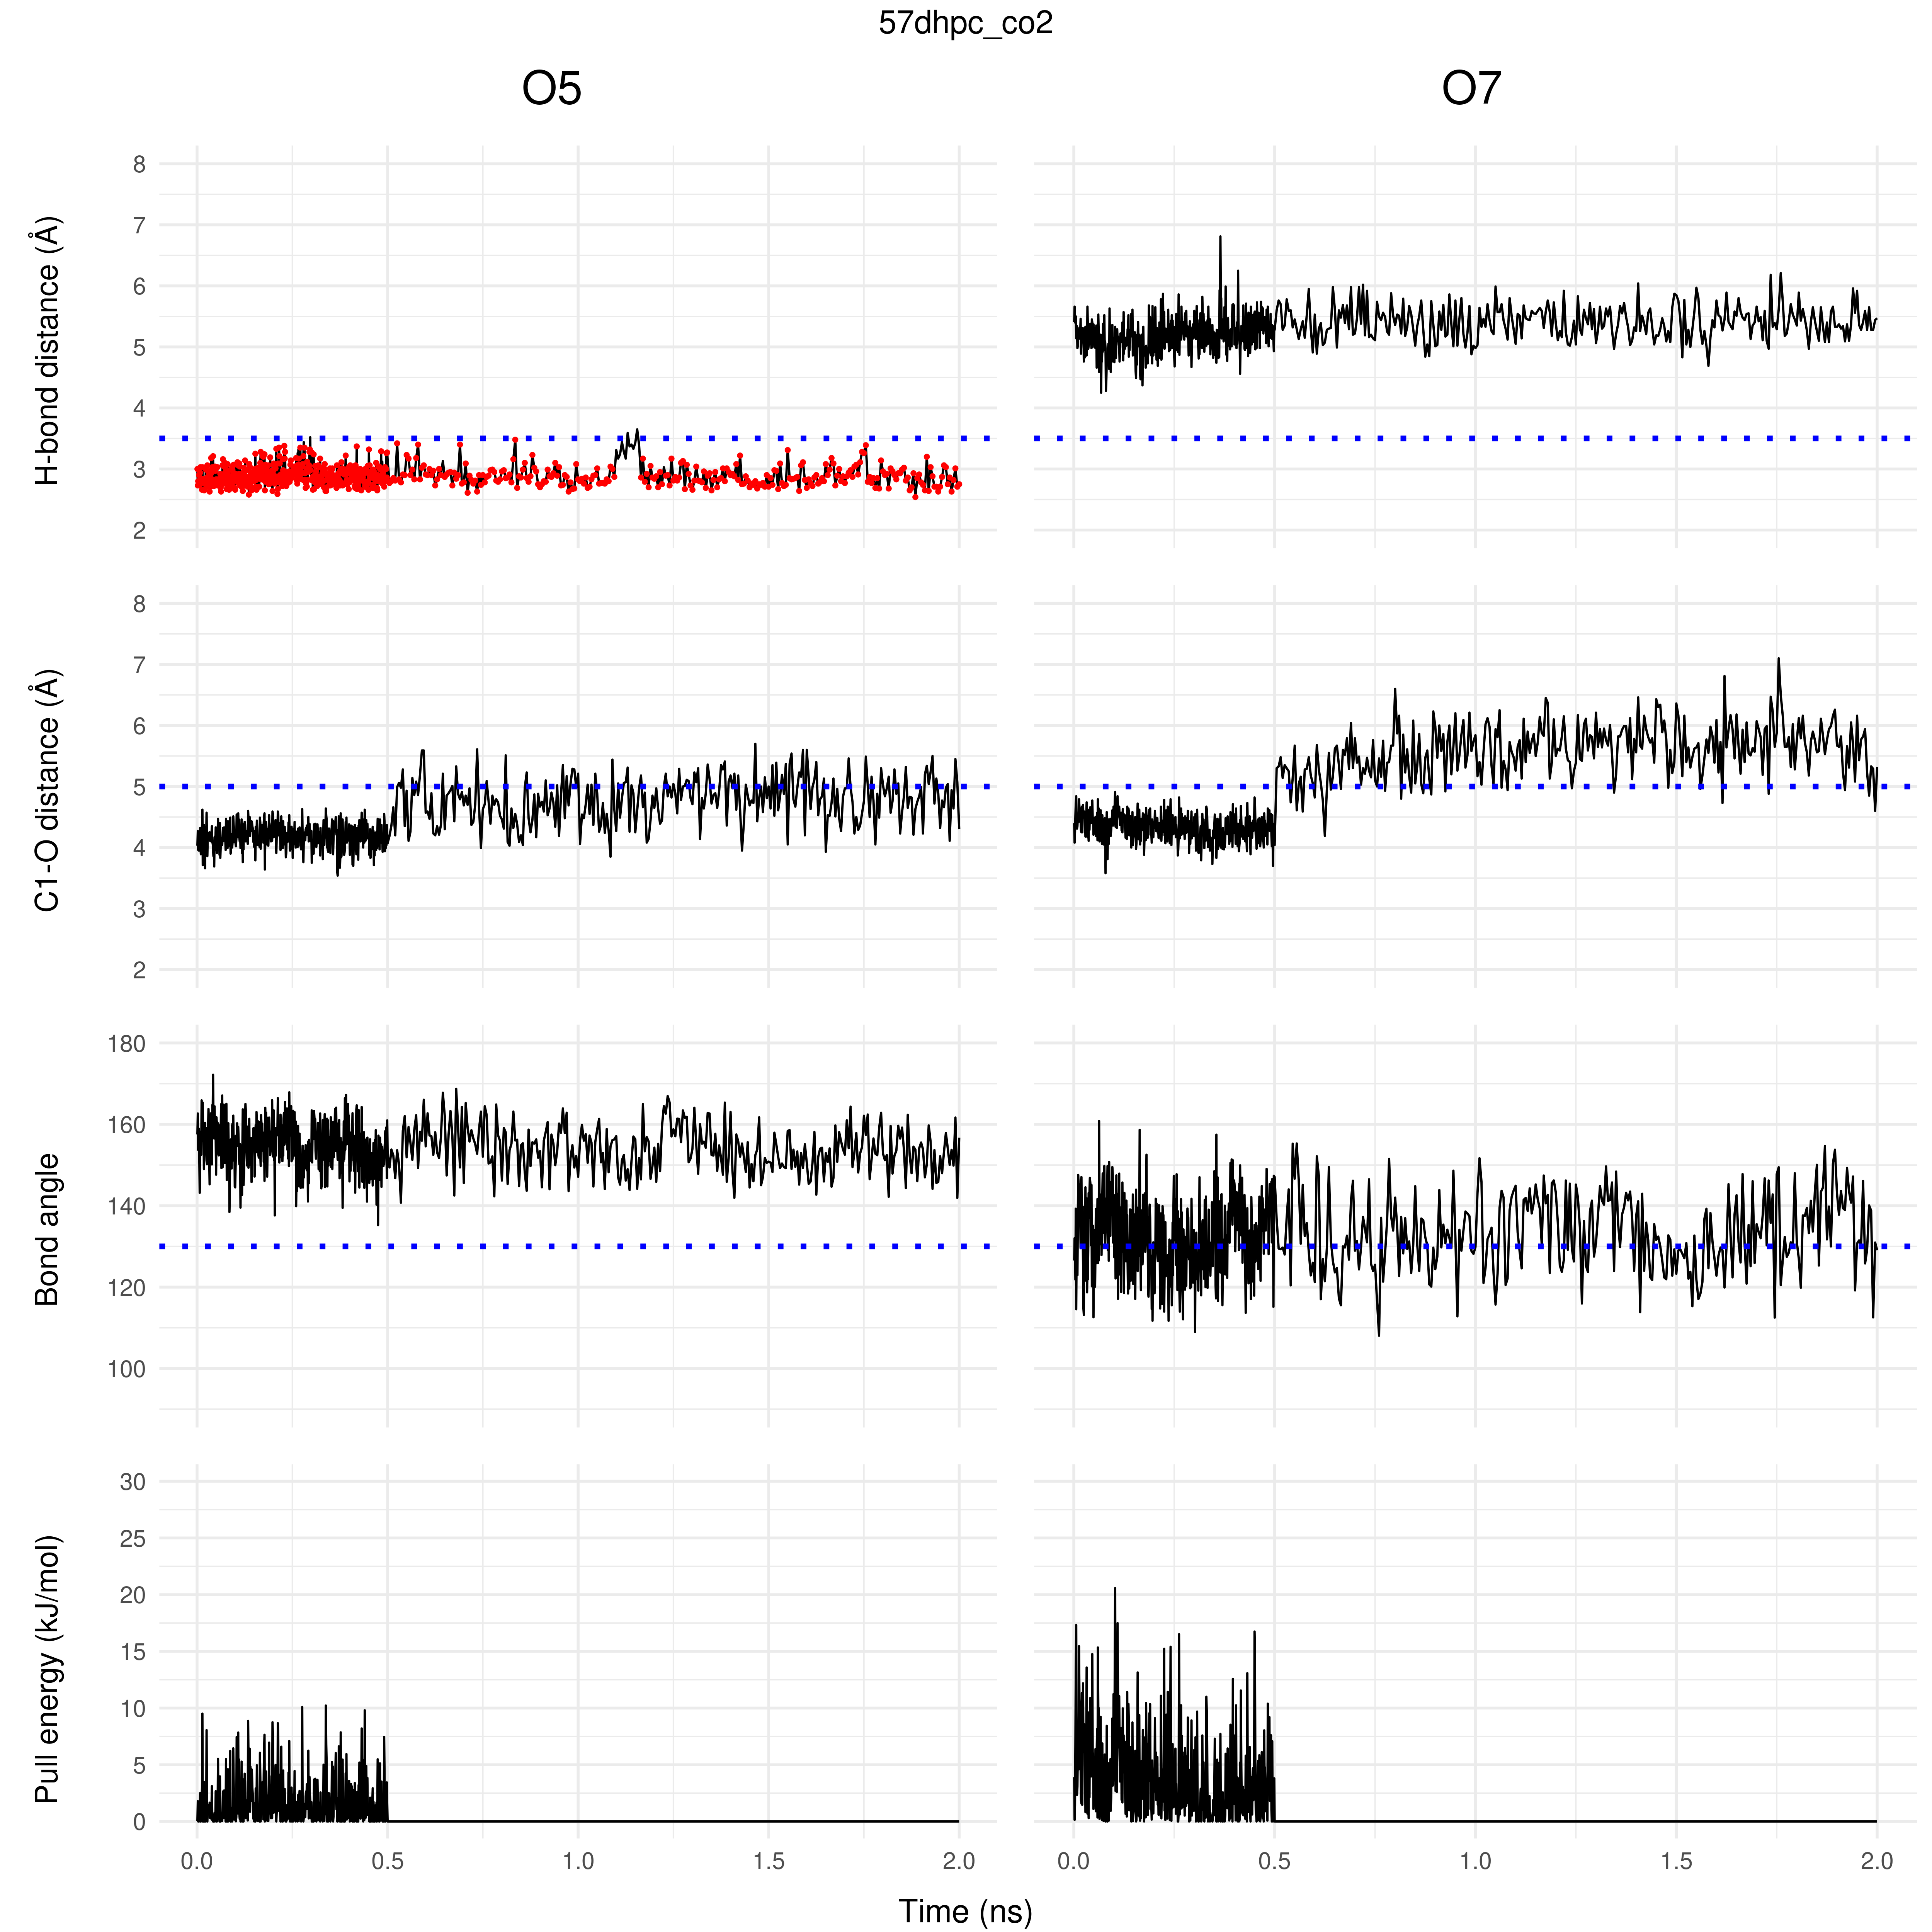 57dhpc_co2
O5
O7
H-bond distance (Å)
8
7
6
5
4
3
2
C1-O distance (Å)
8
7
6
5
4
3
2
Bond angle
180
160
140
120
100
Pull energy (kJ/mol)
30
25
20
15
10
5
0
0.0 0.5 1.0 1.5 2.0 0.0 0.5 1.0 1.5 2.0
Time (ns)